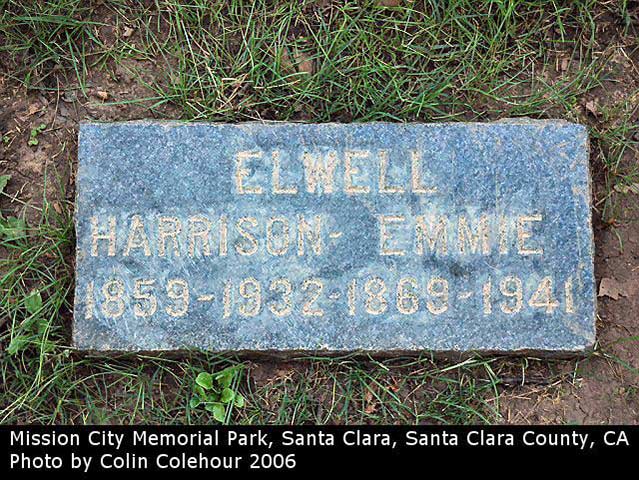 ELWELL
HARRISON- EMMIE
1859-1932-1869-1941
Mission City Memorial Park, Santa Clara, Santa Clara County, CA
Photo by Colin Colehour 2006